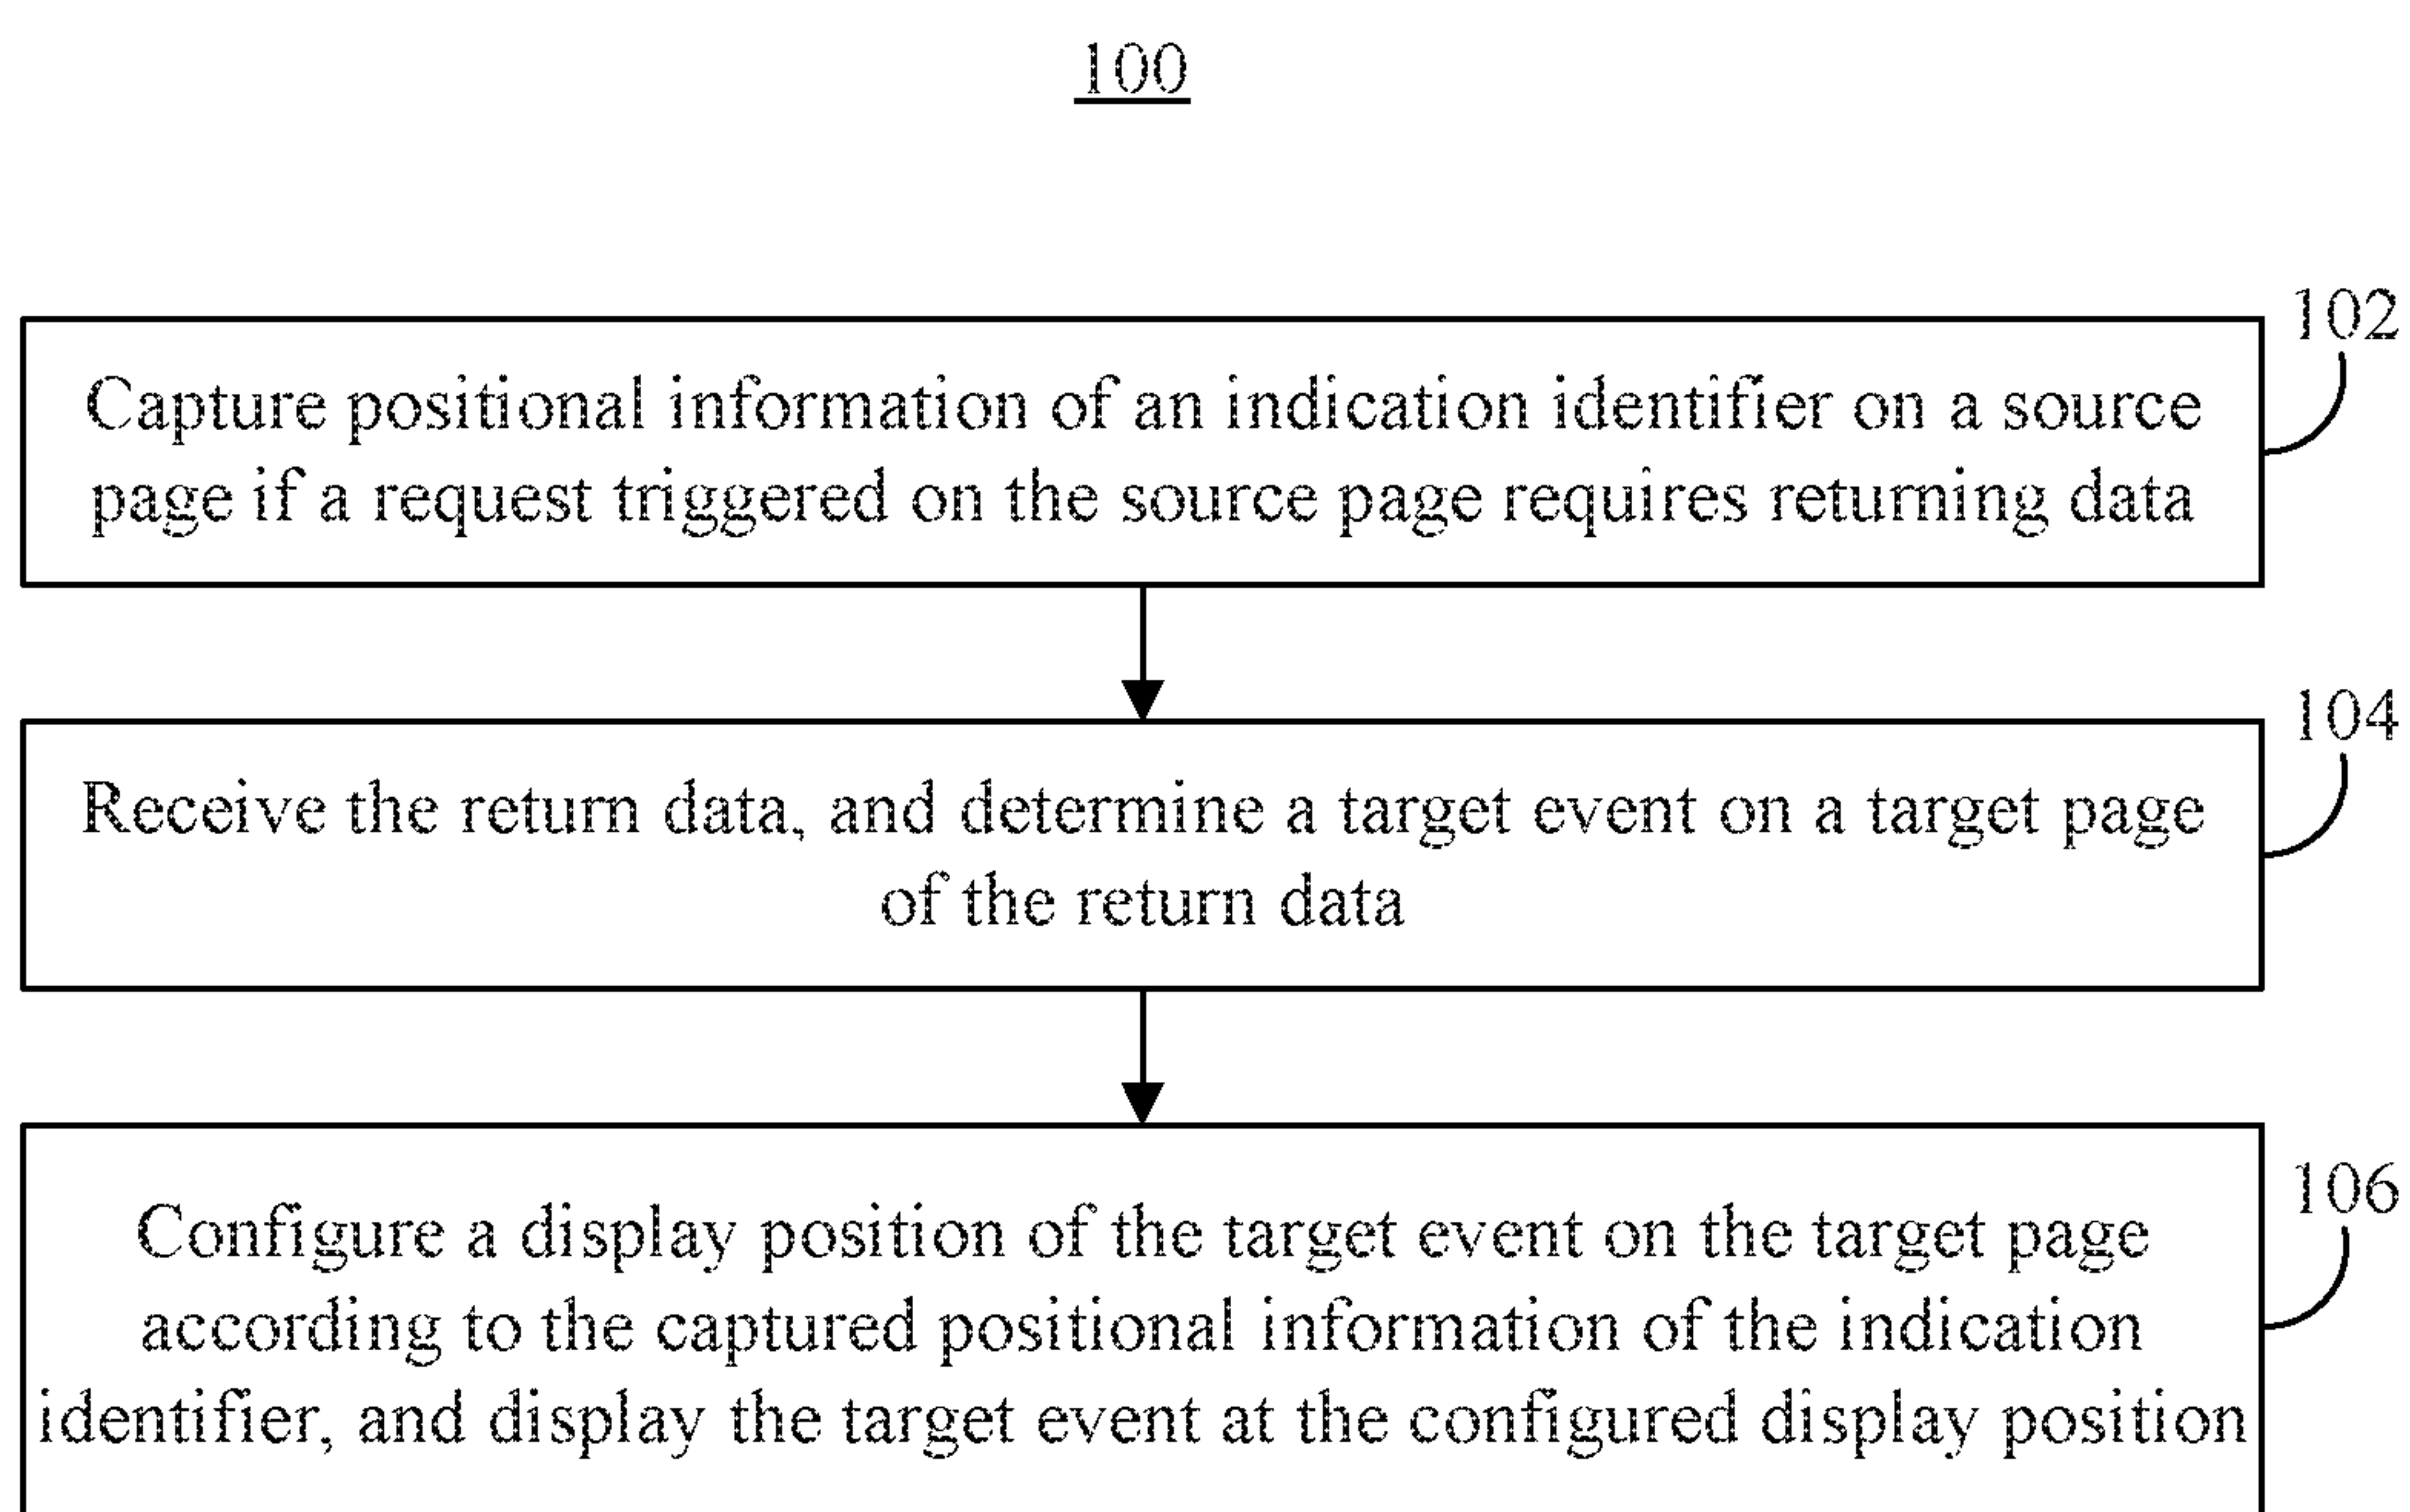 100
102
Capture positional information of an indication identifier on a source
page if a request triggered on the source page requires returning data
104
Receive the return data, and determine a target event on a target page
of the return data
106
Configure a display position of the target event on the target page
according to the captured positional information of the indication
identifier, and display the target event at the configured display position